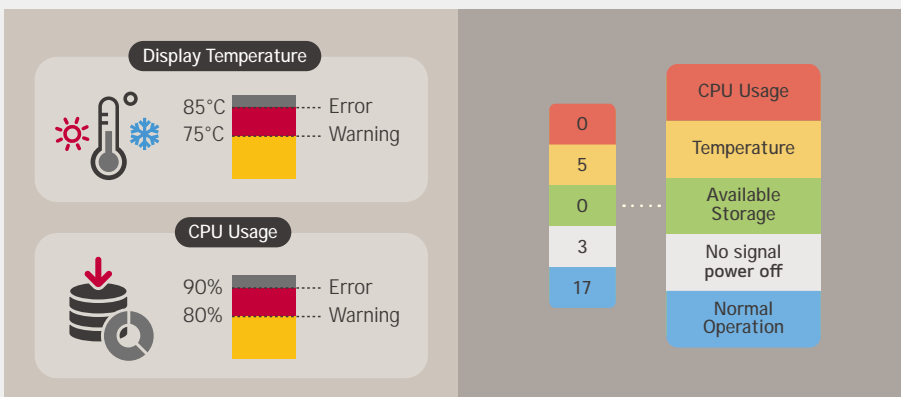 Display Temperature
85°C
Error
75°C
Warning
CPU Usage
90%
Error
80%
Warning
0
5
0
3
17
CPU Usage
Temperature
Available
Storage
No signal
power off
Normal
Operation